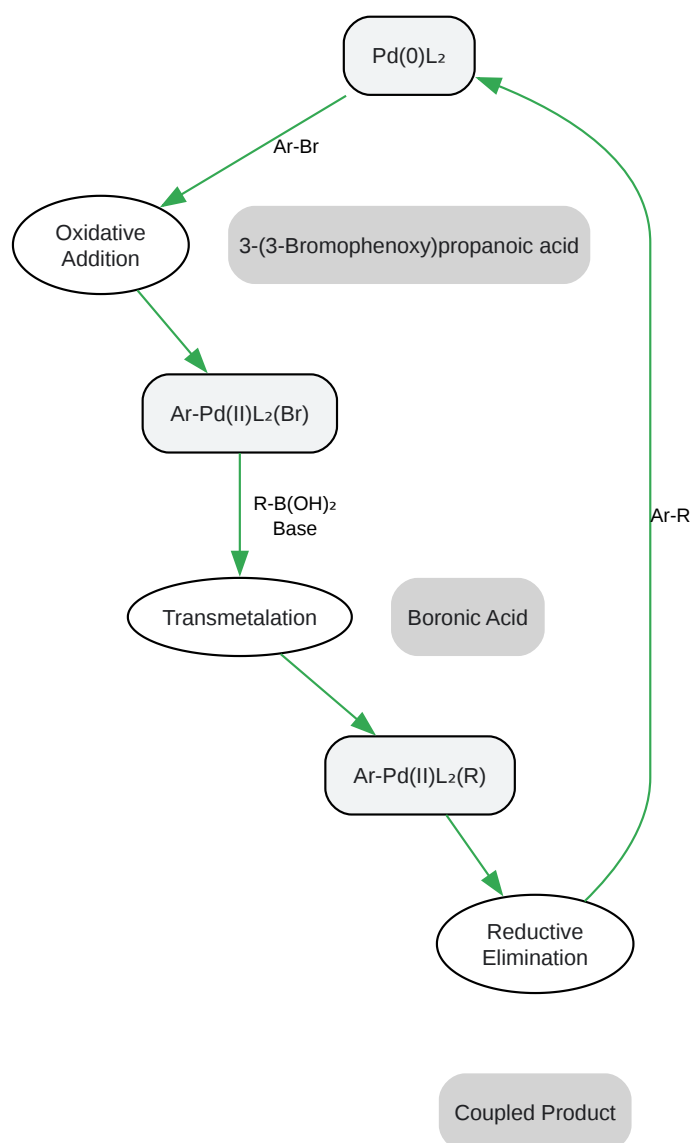 Pd(0)L₂
Ar-Br
Oxidative
Addition
3-(3-Bromophenoxy)propanoic acid
Ar-Pd(II)L₂(Br)
R-B(OH)₂
Base
Ar-R
Transmetalation
Boronic Acid
Ar-Pd(II)L₂(R)
Reductive
Elimination
Coupled Product